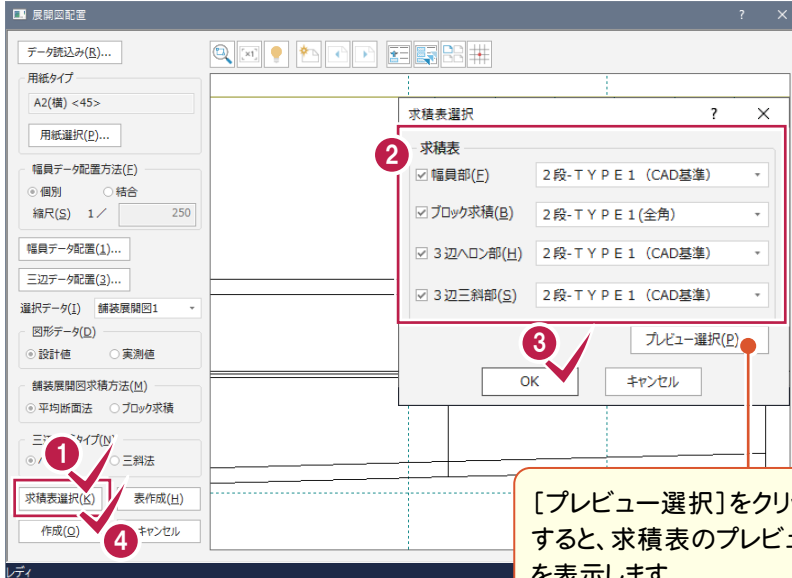 展開図配置
データ読込み(R)...
用紙タイプ
A2(横) <45>
用紙選択(P)...
幅員データ配置方法(F)
個別 結合
縮尺(S) 1／ 250
幅員データ配置(1)...
三辺データ配置(3)...
選択データ(I) 舗装展開図1
図形データ(D)
設計値 実測値
舗装展開図求積方法(M)
平均断面法 ブロック求積
三斜法
1
求積表選択(K) 表作成(H)
作成(O) キャンセル
4
レディ
求積表選択 ? ×
2
求積表
幅員部(F) 2段-ＴＹＰＥ１（CAD基準）
ブロック求積(B) 2段-ＴＹＰＥ１(全角)
３辺ヘロン部(H) 2段-ＴＹＰＥ１（CAD基準）
３辺三斜部(S) 2段-ＴＹＰＥ１（CAD基準）
プレビュー選択(P)...
3
OK キャンセル
［プレビュー選択］をクリ
すると、求積表のプレビュ
を表示します